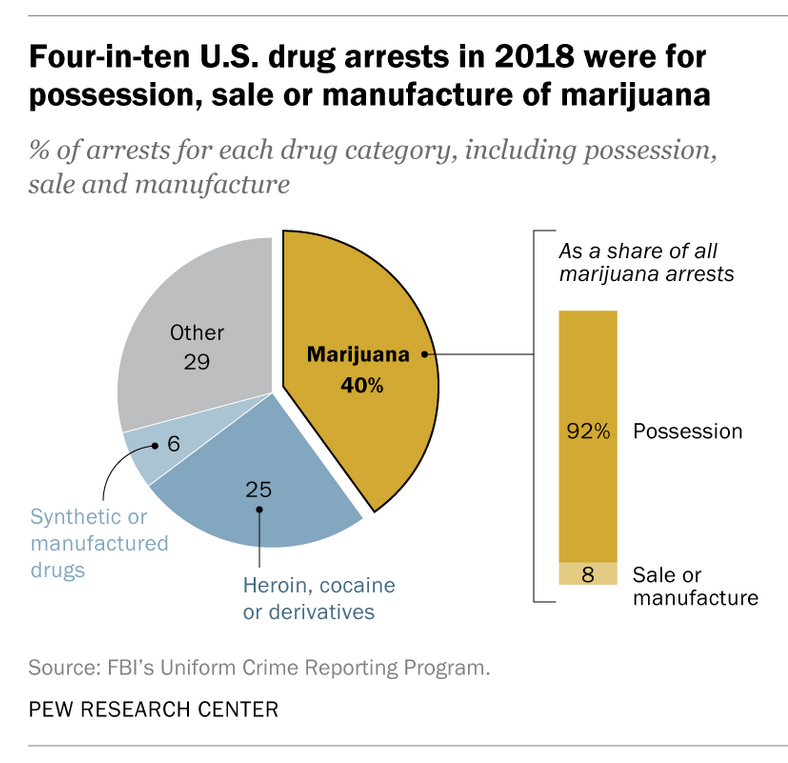 Four-in-ten U.S. drug arrests in 2018 were for
possession, sale or manufacture of marijuana
% of arrests for each drug category, including possession,
sale and manufacture
As a share of all
marijuana arrests
Other
29
Marijuana
40%
92%
Possession
6
25
Synthetic or
manufactured
drugs
Heroin, cocaine
or derivatives
8
Sale or
manufacture
Source: FBI’s Uniform Crime Reporting Program.
PEW RESEARCH CENTER